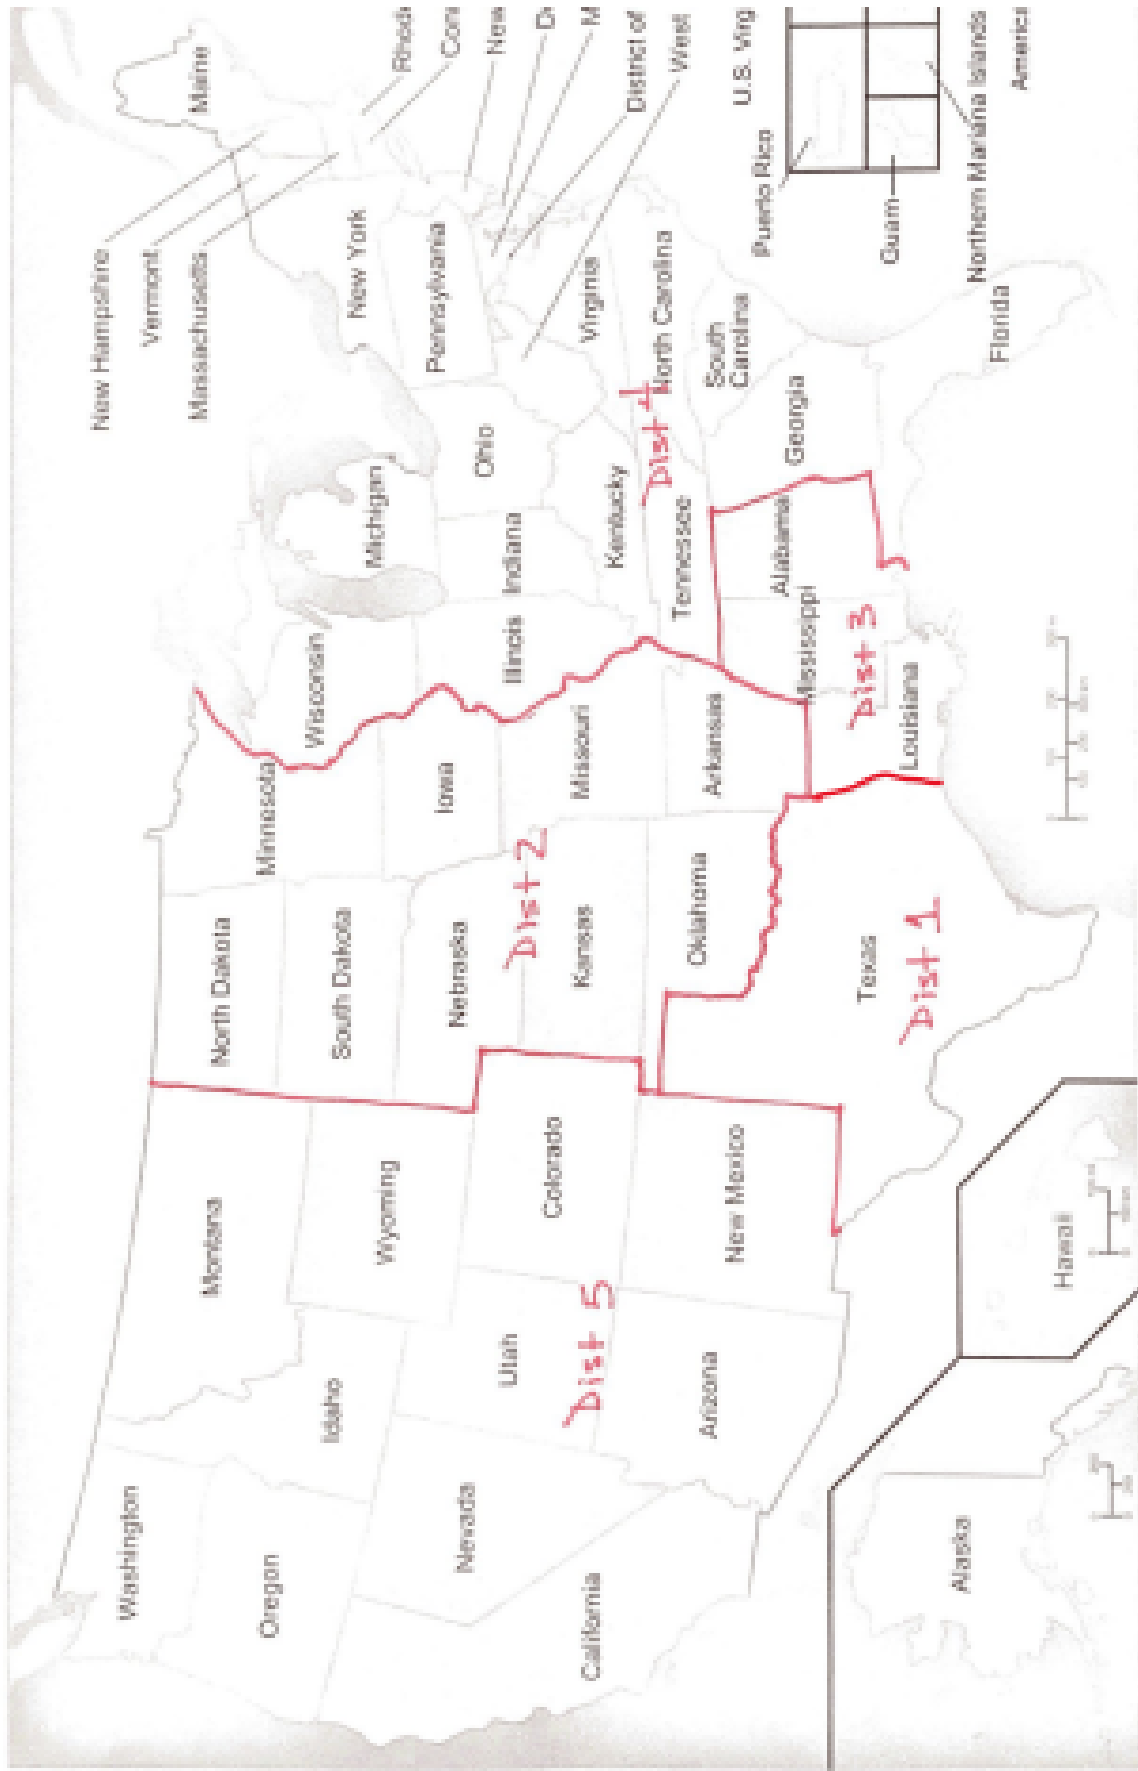 Maine
New Hampshire
Vermont
Massachusetts
Rhod
Con
New
D
M
District of
West
New York
Pennsylvania
Virginia
North Carolina
South
Carolina
Georgia
Florida
Ohio
Michigan
Indiana
Kentucky
Tennessee
Dist 4
Alabama
Mississippi
Dist 3
Louisiana
Illinois
Wisconsin
Minnesota
Iowa
Missouri
Arkansas
North Dakota
South Dakota
Nebraska
Dist 2
Kansas
Oklahoma
Texas
Dist 1
Montana
Wyoming
Colorado
New Mexico
Idaho
Utah
Dist 5
Arizona
Washington
Oregon
Nevada
California
Alaska
Hawaii
U.S. Virg
Puerto Rico
Guam
Northern Mariana Islands
America